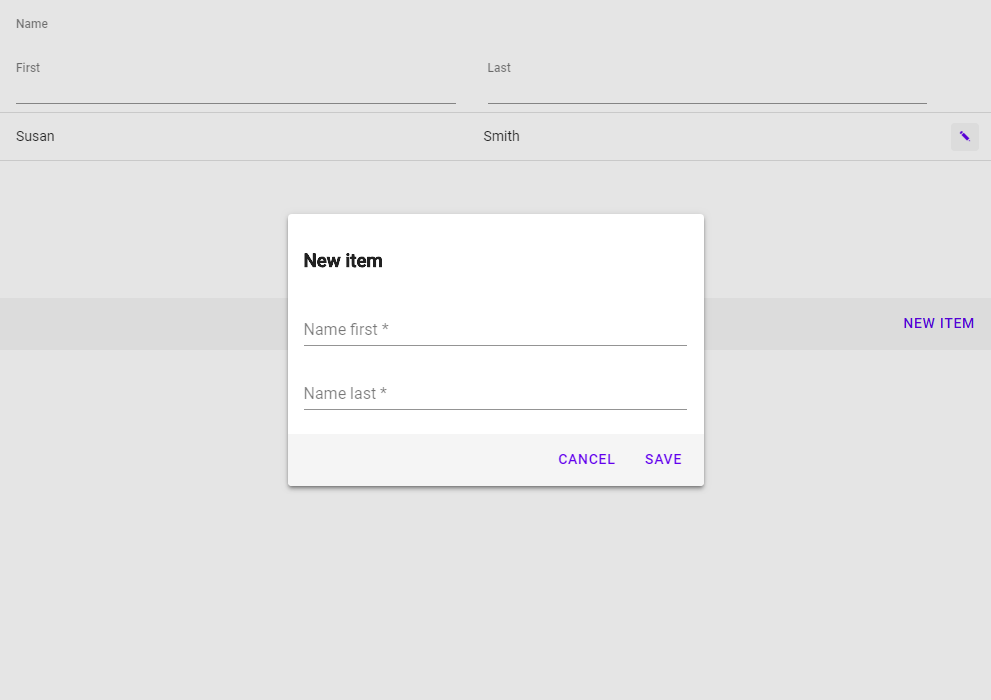 Name
First Last
Susan Smith
New item
Name first *
NEW ITEM
Name last *
CANCEL SAVE